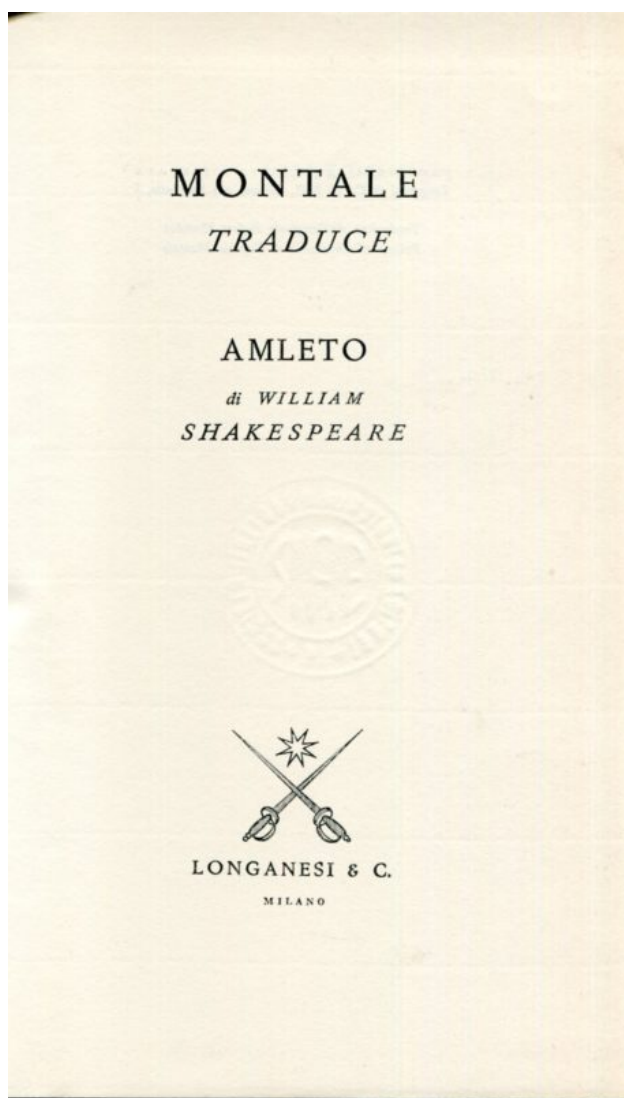 MONTALE
TRADUCE
AMLETO
di WILLIAM
SHAKESPEARE
LONGANESI & C.
MILANO